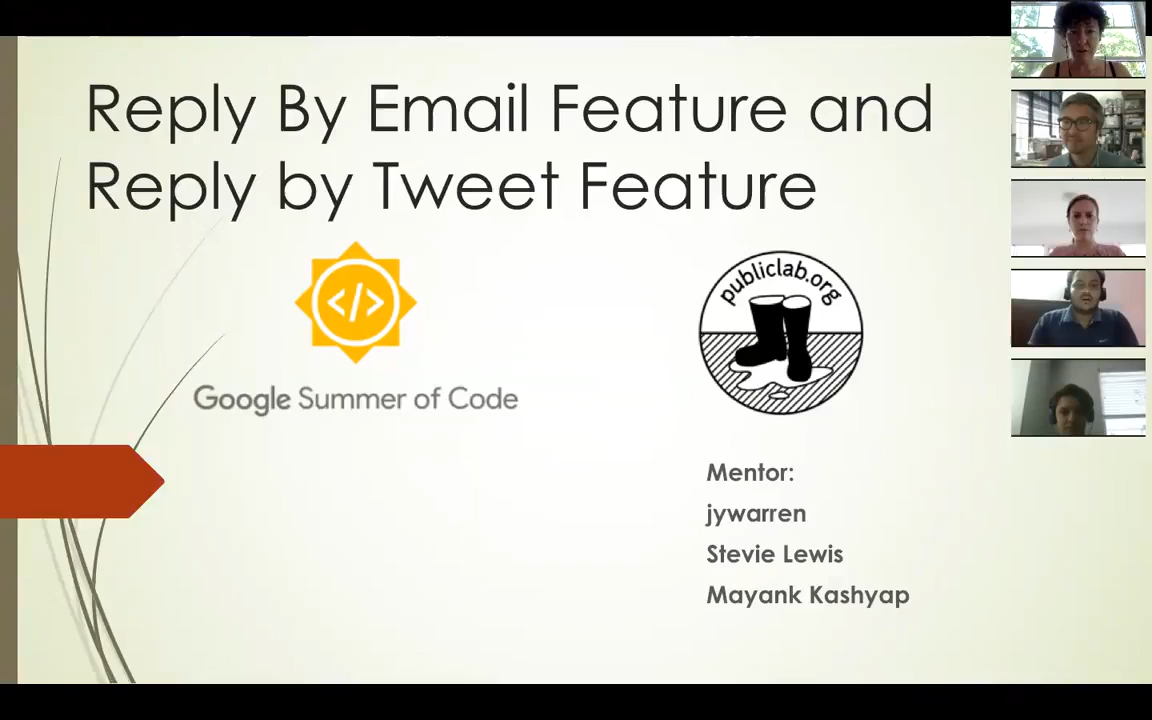 Reply By Email Feature and
Reply by Tweet Feature
</>
publiclab.org
Google Summer of Code
Mentor:
jywarren
Stevie Lewis
Mayank Kashyap